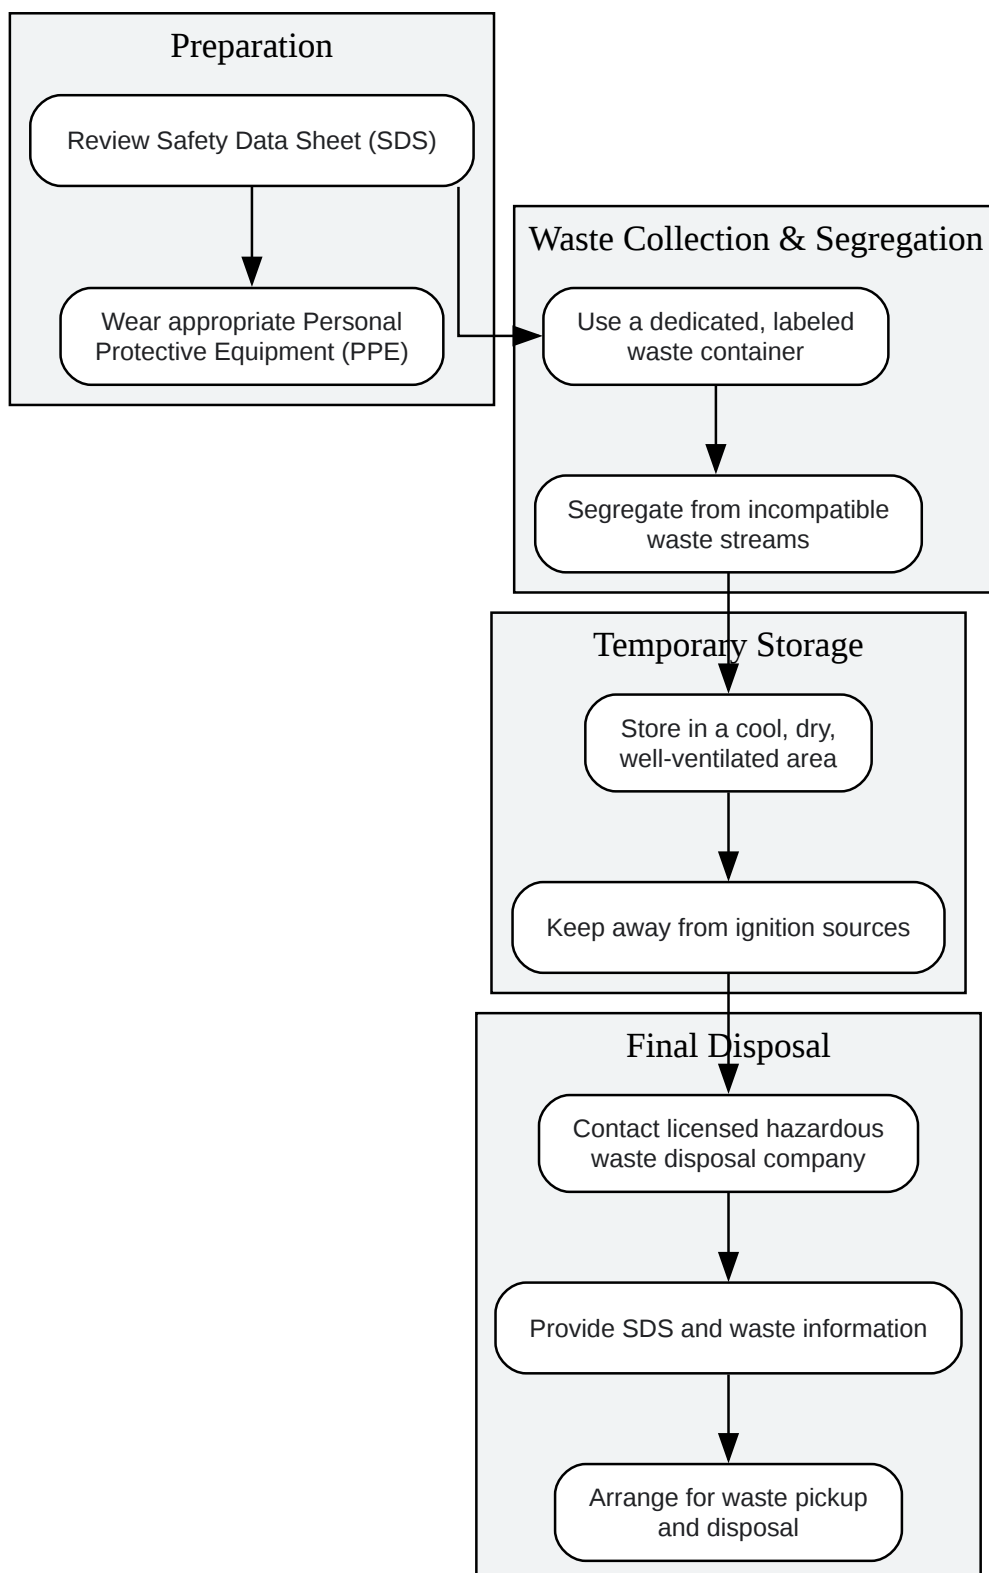 Preparation
Review Safety Data Sheet (SDS)
Wear appropriate Personal
Protective Equipment (PPE)
Waste Collection & Segregation
Use a dedicated, labeled
waste container
Segregate from incompatible
waste streams
Temporary Storage
Store in a cool, dry,
well-ventilated area
Keep away from ignition sources
Final Disposal
Contact licensed hazardous
waste disposal company
Provide SDS and waste information
Arrange for waste pickup
and disposal